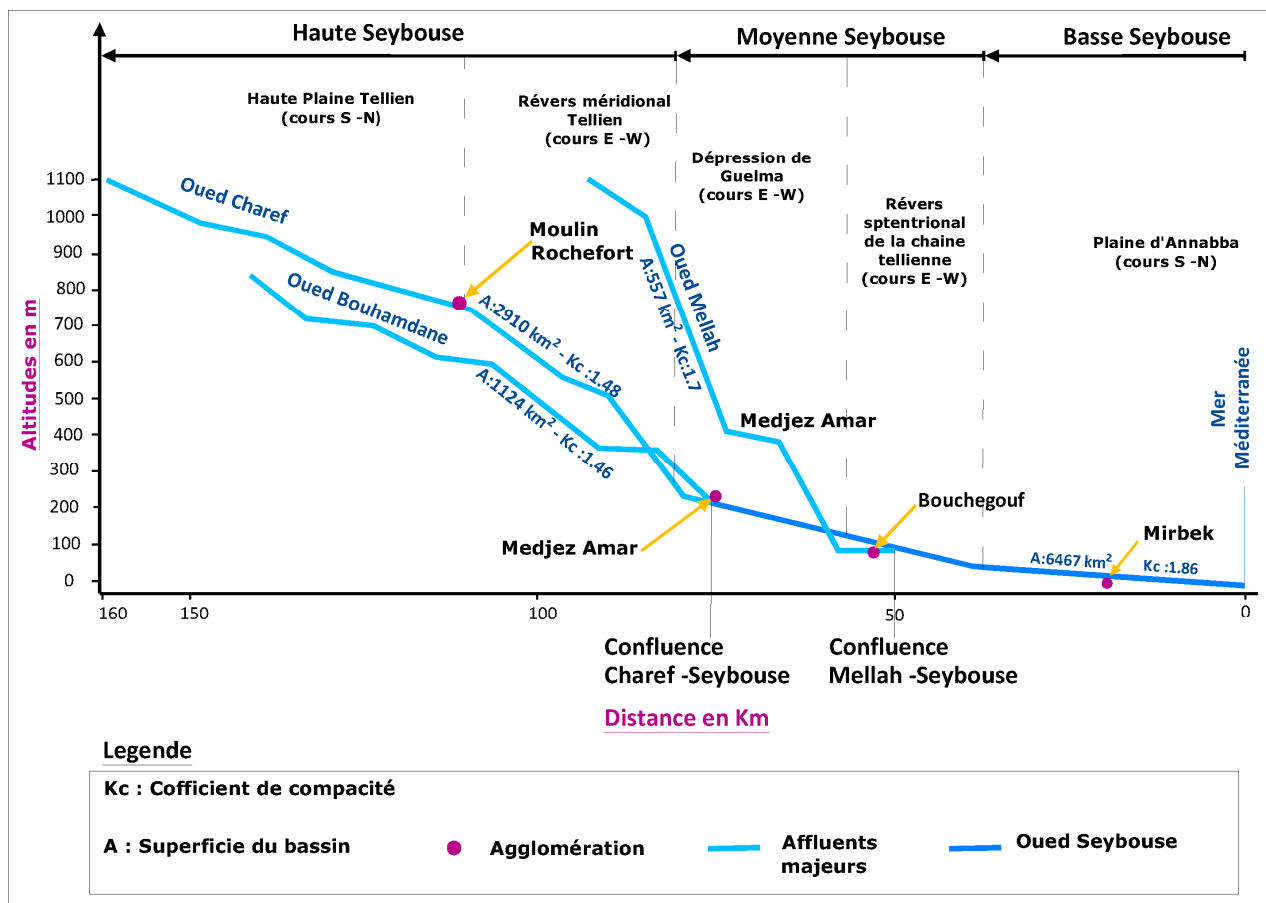 Haute Seybouse
Moyenne Seybouse
Basse Seybouse
Haute Plaine Tellien
(cours S -N)
Révers méridional
Tellien
(cours E -W)
Dépression de
Guelma
(cours E -W)
Révers
sptentrional
de la chaine
tellienne
(cours E -W)
Plaine d'Annabba
(cours S -N)
Altitudes en m
1100
1000
900
800
700
600
500
400
300
200
100
0
Oued Charef
Oued Bouhamdane
Moulin
Rochefort
A:2910 km² - Kc :1.48
A:1124 km² - Kc :1.46
Oued Mellah
A:557 km² - Kc:1.7
Medjez Amar
Medjez Amar
Bouchegouf
Mirbek
A:6467 km²
Kc :1.86
Mer
Méditerranée
160
150
100
50
0
Confluence
Charef -Seybouse
Confluence
Mellah -Seybouse
Distance en Km
Legende
Kc : Cofficient de compacité
A : Superficie du bassin
Agglomération
Affluents
majeurs
Oued Seybouse